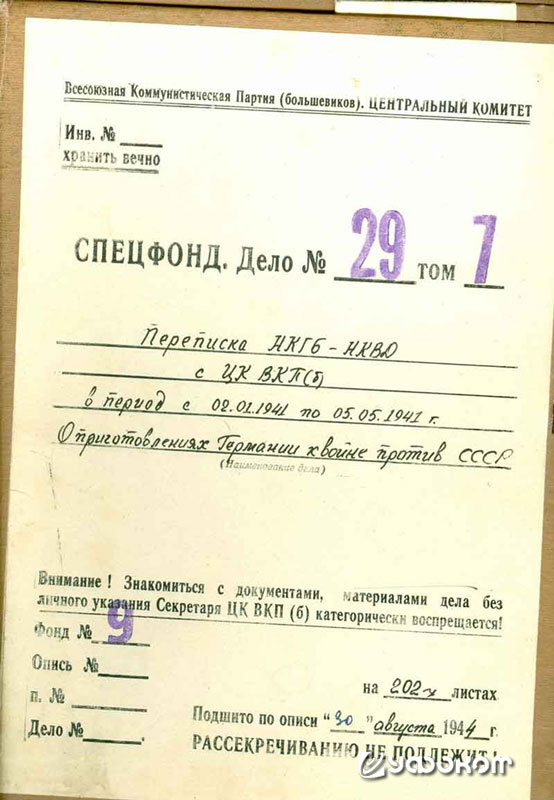 Всесоюзная Коммунистическая Партия (большевиков). ЦЕНТРАЛЬНЫЙ КОМИТЕТ
Инв. №
хранить вечно
СПЕЦФОНД. Дело № 29 том 7
Переписка НКГБ-НКВД
с ЦК ВКП(б)
в период с 02.01.1941 по 05.05.1941 г.
О приготовлениях Германии к войне против СССР
(Наименование дела)
Внимание! Знакомиться с документами, материалами дела без
личного указания Секретаря ЦК ВКП (б) категорически воспрещается!
Фонд № 9
Опись №
п. №
Дело №
на 202-х листах
Подшито по описи "30" августа 1944 г.
РАССЕКРЕЧИВАНИЮ НЕ ПОДЛЕЖИТ!
уфоком